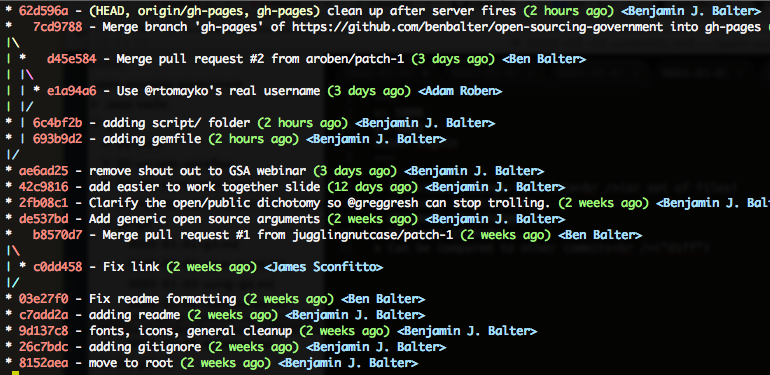 * 62d596a - (HEAD, origin/gh-pages, gh-pages) clean up after server fires (2 hours ago) <Benjamin J. Balter>
*   7cd9788 - Merge branch 'gh-pages' of https://github.com/benbalter/open-sourcing-government into gh-pages
|\
| *   d45e584 - Merge pull request #2 from aroben/patch-1 (3 days ago) <Ben Balter>
| |\
| | * e1a94a6 - Use @rtomayko's real username (3 days ago) <Adam Roben>
| |/
* | 6c4bf2b - adding script/ folder (2 hours ago) <Benjamin J. Balter>
* | 693b9d2 - adding gemfile (2 hours ago) <Benjamin J. Balter>
|/
* ae6ad25 - remove shout out to GSA webinar (3 days ago) <Benjamin J. Balter>
* 42c9816 - add easier to work together slide (12 days ago) <Benjamin J. Balter>
* 2fb08c1 - Clarify the open/public dichotomy so @greggresh can stop trolling. (2 weeks ago) <Benjamin J. Balt
* de537bd - Add generic open source arguments (2 weeks ago) <Benjamin J. Balter>
*   b8570d7 - Merge pull request #1 from jugglingnutcase/patch-1 (2 weeks ago) <Ben Balter>
|\
| * c0dd458 - Fix link (2 weeks ago) <James Sconfitto>
|/
* 03e27f0 - Fix readme formatting (2 weeks ago) <Ben Balter>
* c7add2a - adding readme (2 weeks ago) <Benjamin J. Balter>
* 9d137c8 - fonts, icons, general cleanup (2 weeks ago) <Benjamin J. Balter>
* 26c7bdc - adding gitignore (2 weeks ago) <Benjamin J. Balter>
* 8152aea - move to root (2 weeks ago) <Benjamin J. Balter>